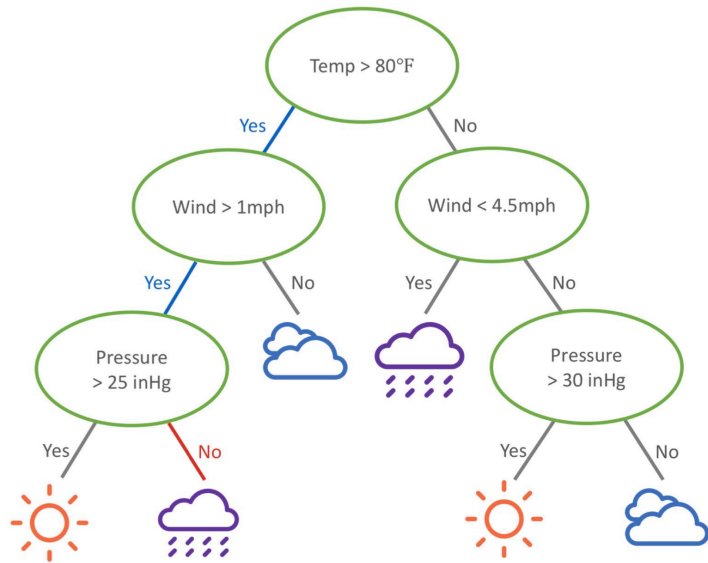 Temp > 80°F
Yes
No
Wind > 1mph
Wind < 4.5mph
Yes
No
Yes
No
Pressure
> 25 inHg
Pressure
> 30 inHg
Yes
No
Yes
No